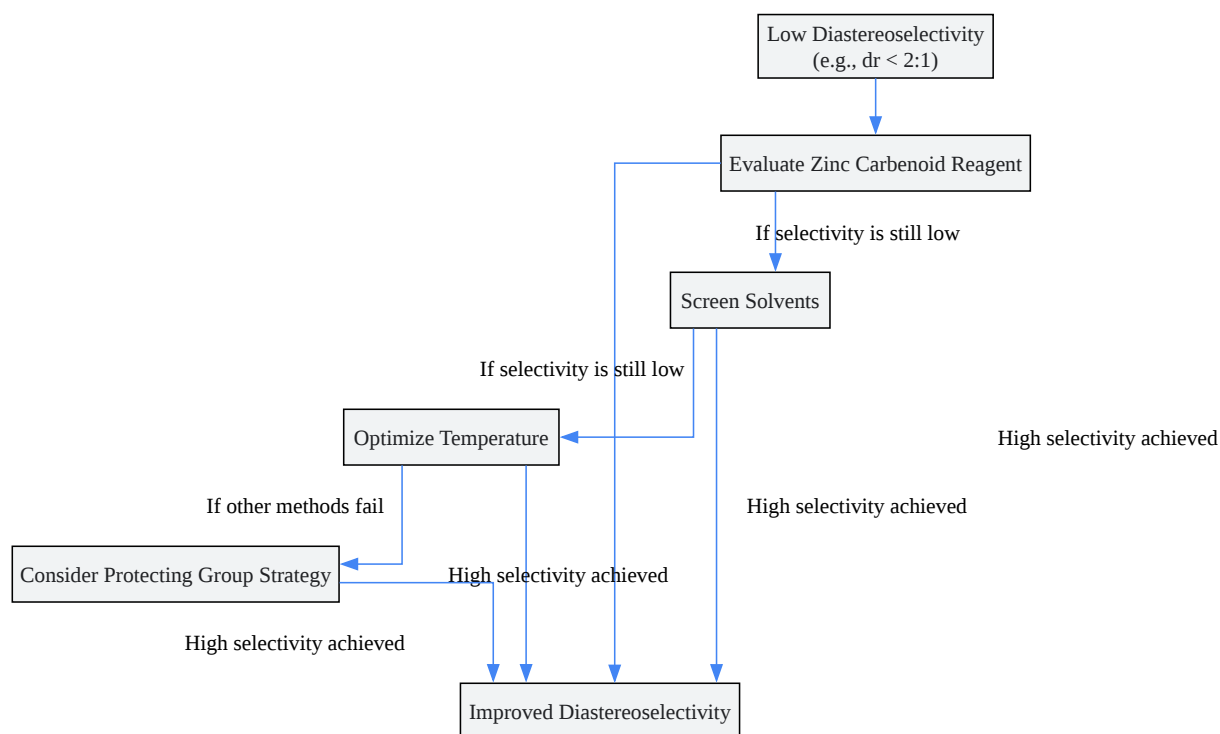 Low Diastereoselectivity
(e.g., dr < 2:1)
Evaluate Zinc Carbenoid Reagent
If selectivity is still low
Screen Solvents
If selectivity is still low
Optimize Temperature
High selectivity achieved
If other methods fail
High selectivity achieved
Consider Protecting Group Strategy
High selectivity achieved
High selectivity achieved
Improved Diastereoselectivity